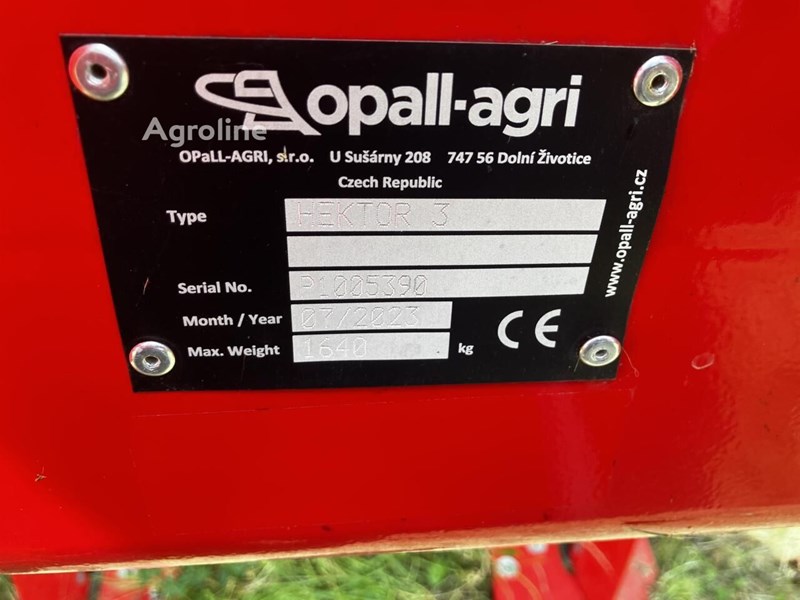 opall-agri
Agroline
OPaLL-AGRI, s.r.o. U Sušárny 208 747 56 Dolní Životice
Czech Republic
Type HEKTOR 3
Serial No. P1005390
Month / Year 07/2023
Max. Weight 1640 kg
CE
www.opall-agri.cz